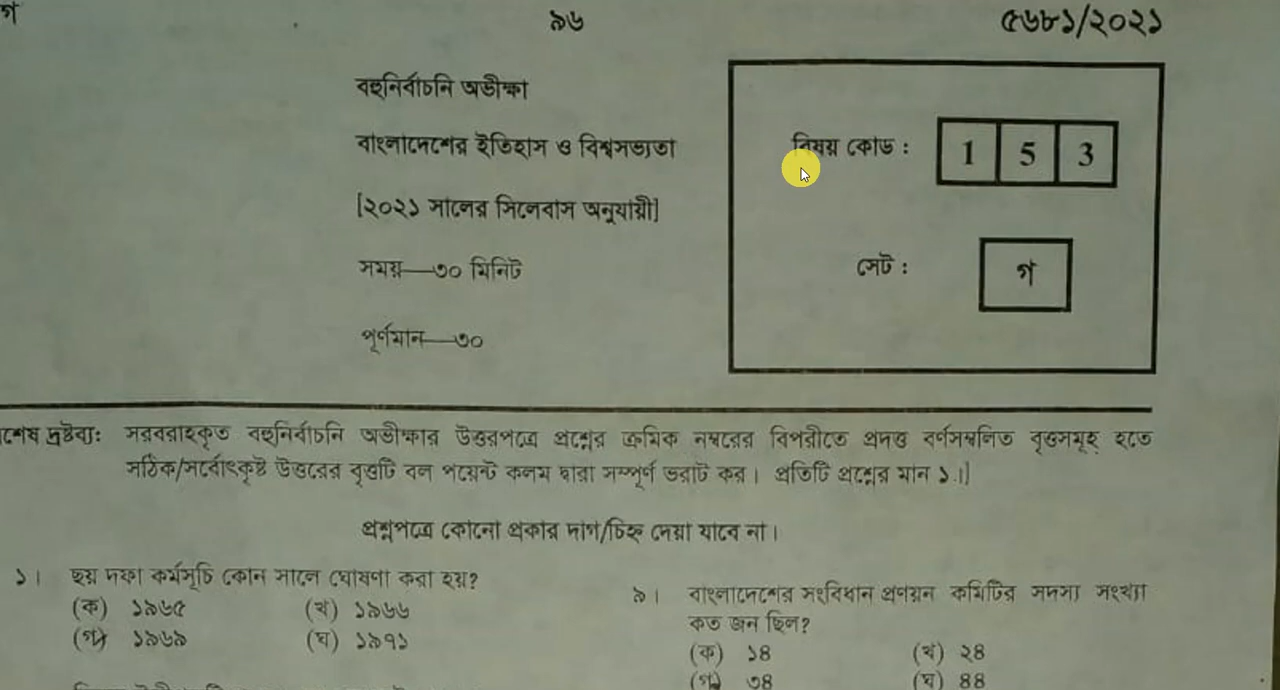 গ ৯৬ ৫৬৮১/২০২১
বহুনির্বাচনি অভীক্ষা
বাংলাদেশের ইতিহাস ও বিশ্বসভ্যতা
[২০২১ সালের সিলেবাস অনুযায়ী]
সময়—৩০ মিনিট
পূর্ণমান—৩০
বিষয় কোড : 1 5 3
সেট : গ
দ্রষ্টব্য: সরবরাহকৃত বহুনির্বাচনি অভীক্ষার উত্তরপত্রে প্রশ্নের ক্রমিক নম্বরের বিপরীতে প্রদত্ত বর্ণসম্বলিত বৃত্তসমূহ হতে
সঠিক/সর্বোৎকৃষ্ট উত্তরের বৃত্তটি বল পয়েন্ট কলম দ্বারা সম্পূর্ণ ভরাট কর। প্রতিটি প্রশ্নের মান ১।]
প্রশ্নপত্রে কোনো প্রকার দাগ/চিহ্ন দেয়া যাবে না।
১। ছয় দফা কর্মসূচি কোন সালে ঘোষণা করা হয়?
(ক) ১৯৬৫ (খ) ১৯৬৬
(গ) ১৯৬৯ (ঘ) ১৯৭১
৯। বাংলাদেশের সংবিধান প্রণয়ন কমিটির সদস্য সংখ্যা
কত জন ছিল?
(ক) ১৪ (খ) ২৪
(গ) ৩৪ (ঘ) ৪৪